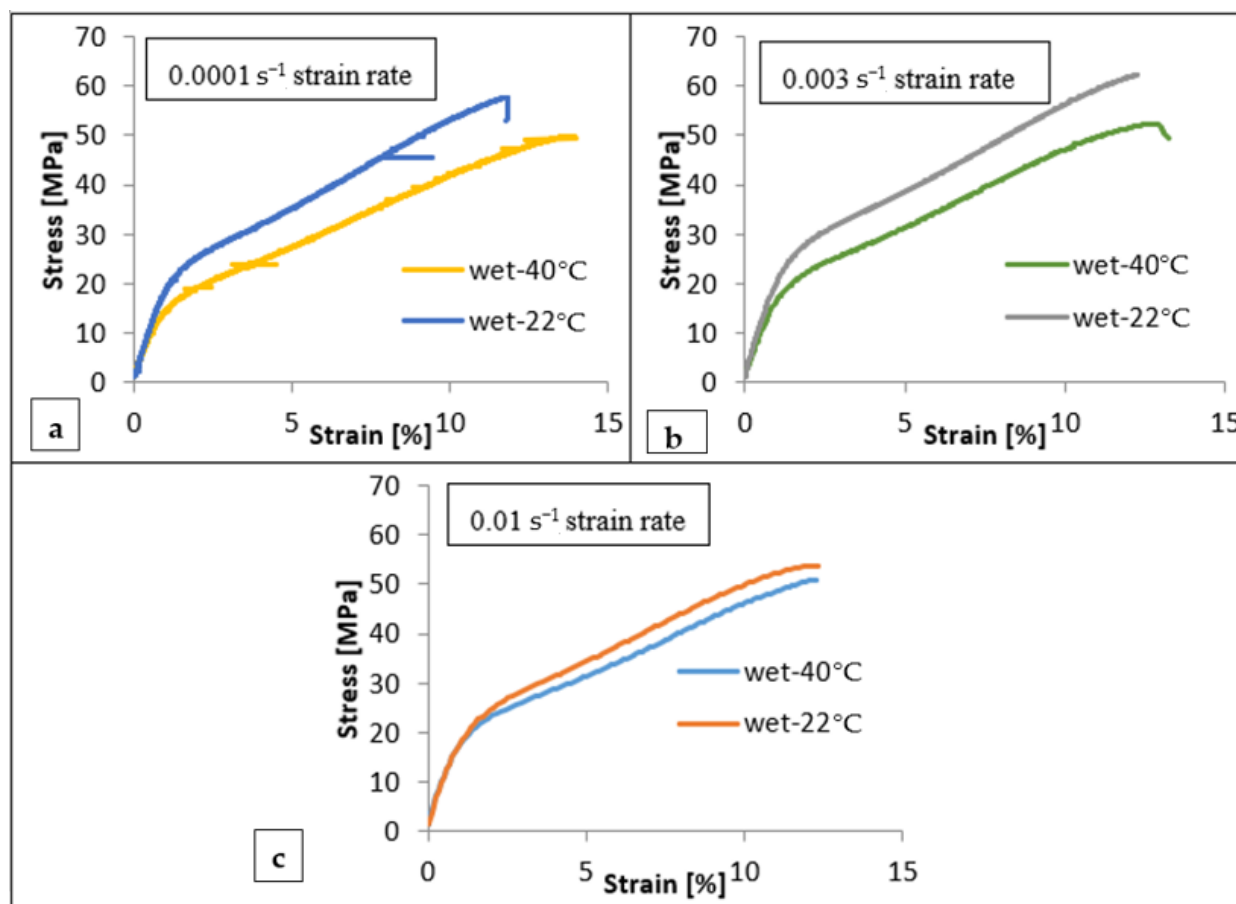 70
60
50
40
30
20
10
0
Stress [MPa]
0.0001 s⁻¹ strain rate
wet-40°C
wet-22°C
0
5
10
15
Strain [%]
a
70
60
50
40
30
20
10
0
Stress [MPa]
0.003 s⁻¹ strain rate
wet-40°C
wet-22°C
0
5
10
15
Strain [%]
b
70
60
50
40
30
20
10
0
Stress [MPa]
0.01 s⁻¹ strain rate
wet-40°C
wet-22°C
0
5
10
15
Strain [%]
c